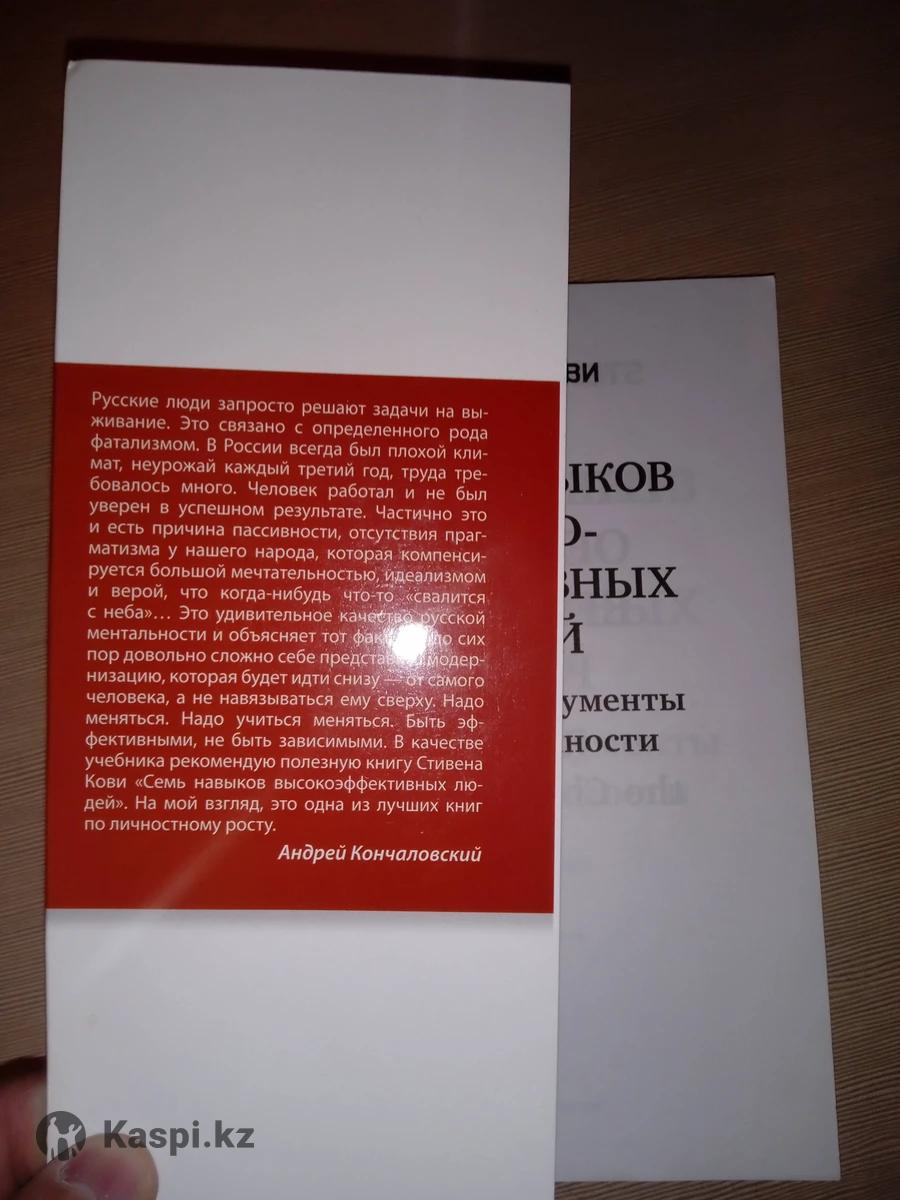 Русские люди запросто решают задачи на вы-
живание. Это связано с определенного рода
фатализмом. В России всегда был плохой кли-
мат, неурожай каждый третий год, труда тре-
бовалось много. Человек работал и не был
уверен в успешном результате. Частично это
и есть причина пассивности, отсутствия праг-
матизма у нашего народа, которая компенси-
руется большой мечтательностью, идеализмом
и верой, что когда-нибудь что-то «свалится
с неба»... Это удивительное качество русской
ментальности и объясняет тот до сих
пор довольно сложно себе модер-
низацию, которая будет идти снизу — от самого
человека, а не навязываться ему сверху. Надо
меняться. Надо учиться меняться. Быть эф-
фективными, не быть зависимыми. В качестве
учебника рекомендую полезную книгу Стивена
Кови «Семь навыков высокоэффективных лю-
дей». На мой взгляд, это одна из лучших книг
по личностному росту.
Андрей Кончаловский
ВИ
ЫКОВ
О-
ВНЫХ
Й
ументы
ности
Kaspi.kz